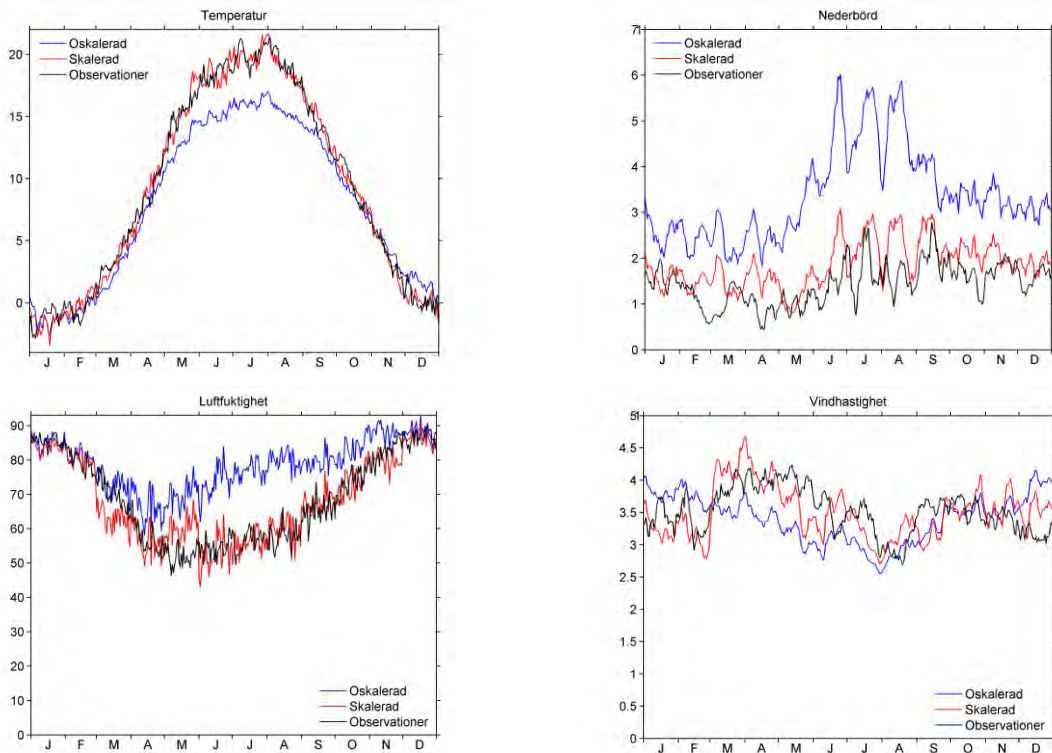 Temperatur
Oskalerad
Skalerad
Observationer
20
15
10
5
0
J F M A M J J A S O N D
Nederbörd
7
Oskalerad
Skalerad
Observationer
6
5
4
3
2
1
0
J F M A M J J A S O N D
Luftfuktighet
90
80
70
60
50
40
30
20
10
0
Oskalerad
Skalerad
Observationer
J F M A M J J A S O N D
Vindhastighet
5
4.5
4
3.5
3
2.5
2
1.5
1
0.5
0
Oskalerad
Skalerad
Observationer
J F M A M J J A S O N D